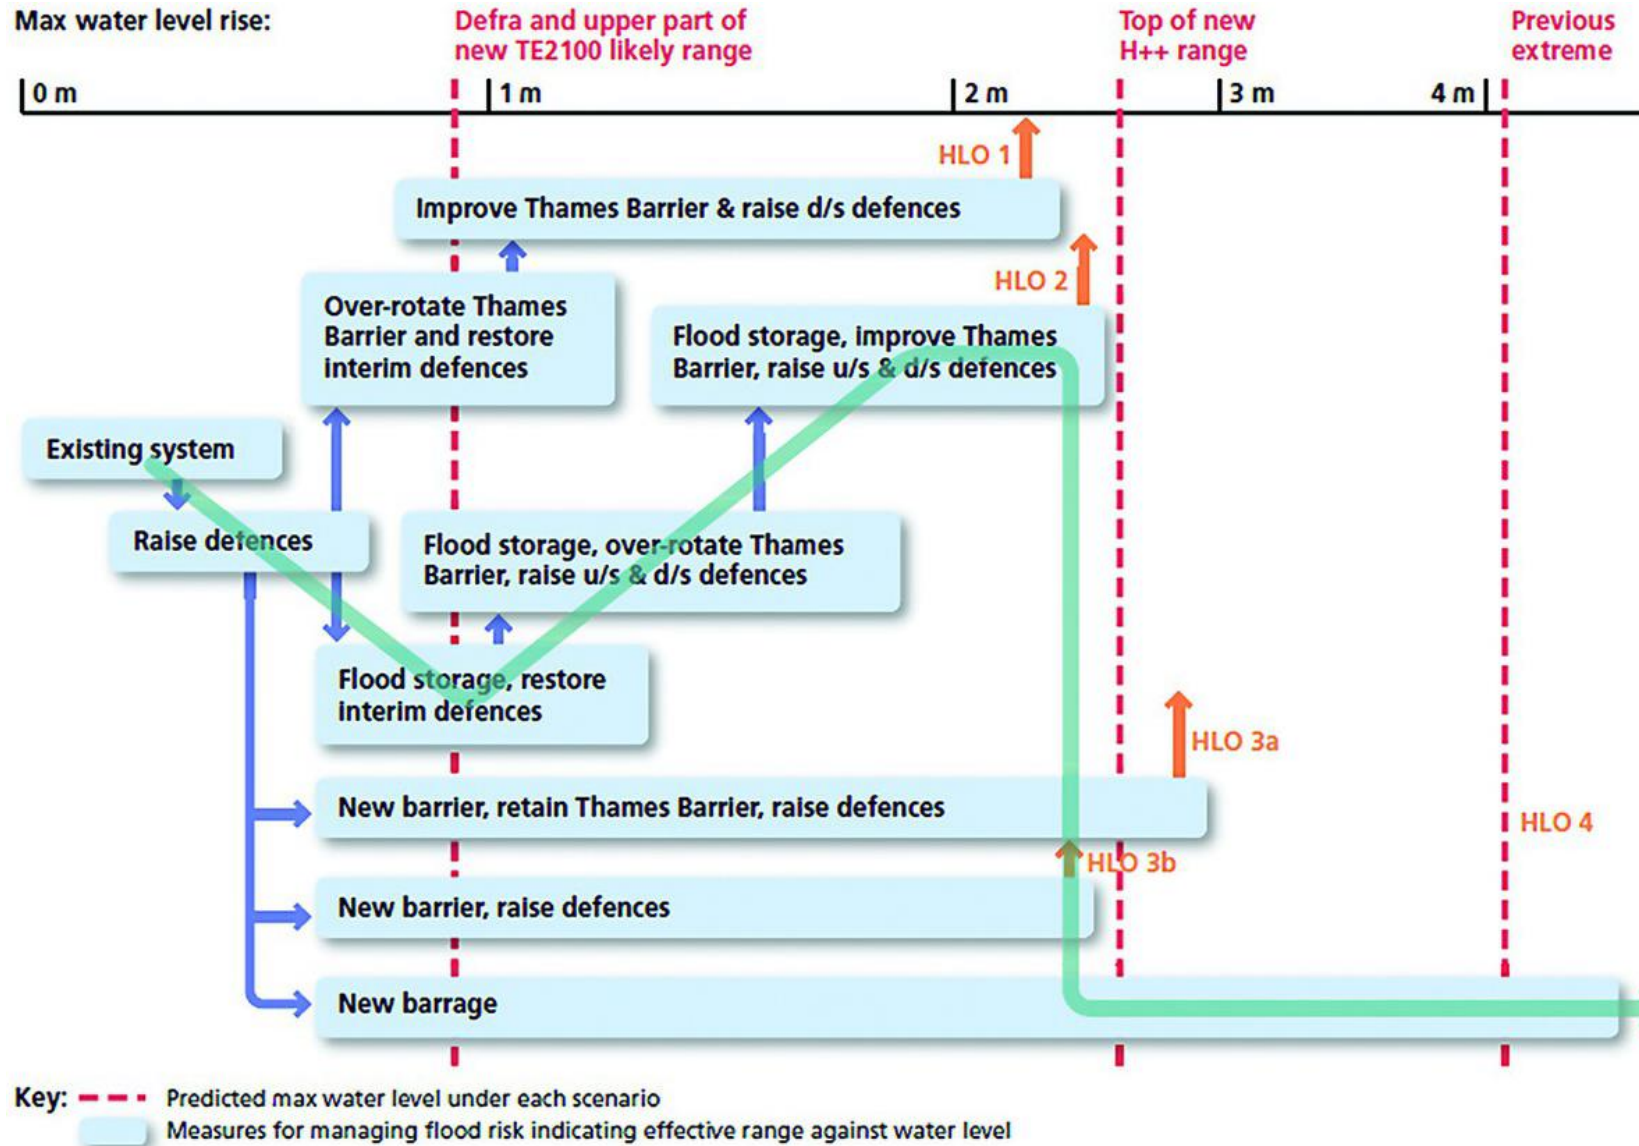 Max water level rise:
Defra and upper part of
new TE2100 likely range
Top of new
H++ range
Previous
extreme
0 m
1 m
2 m
3 m
4 m
HLO 1
Improve Thames Barrier & raise d/s defences
HLO 2
Over-rotate Thames
Barrier and restore
interim defences
Flood storage, improve Thames
Barrier, raise u/s & d/s defences
Existing system
Raise defences
Flood storage, over-rotate Thames
Barrier, raise u/s & d/s defences
Flood storage, restore
interim defences
HLO 3a
New barrier, retain Thames Barrier, raise defences
HLO 4
HLO 3b
New barrier, raise defences
New barrage
Key:
Predicted max water level under each scenario
Measures for managing flood risk indicating effective range against water level